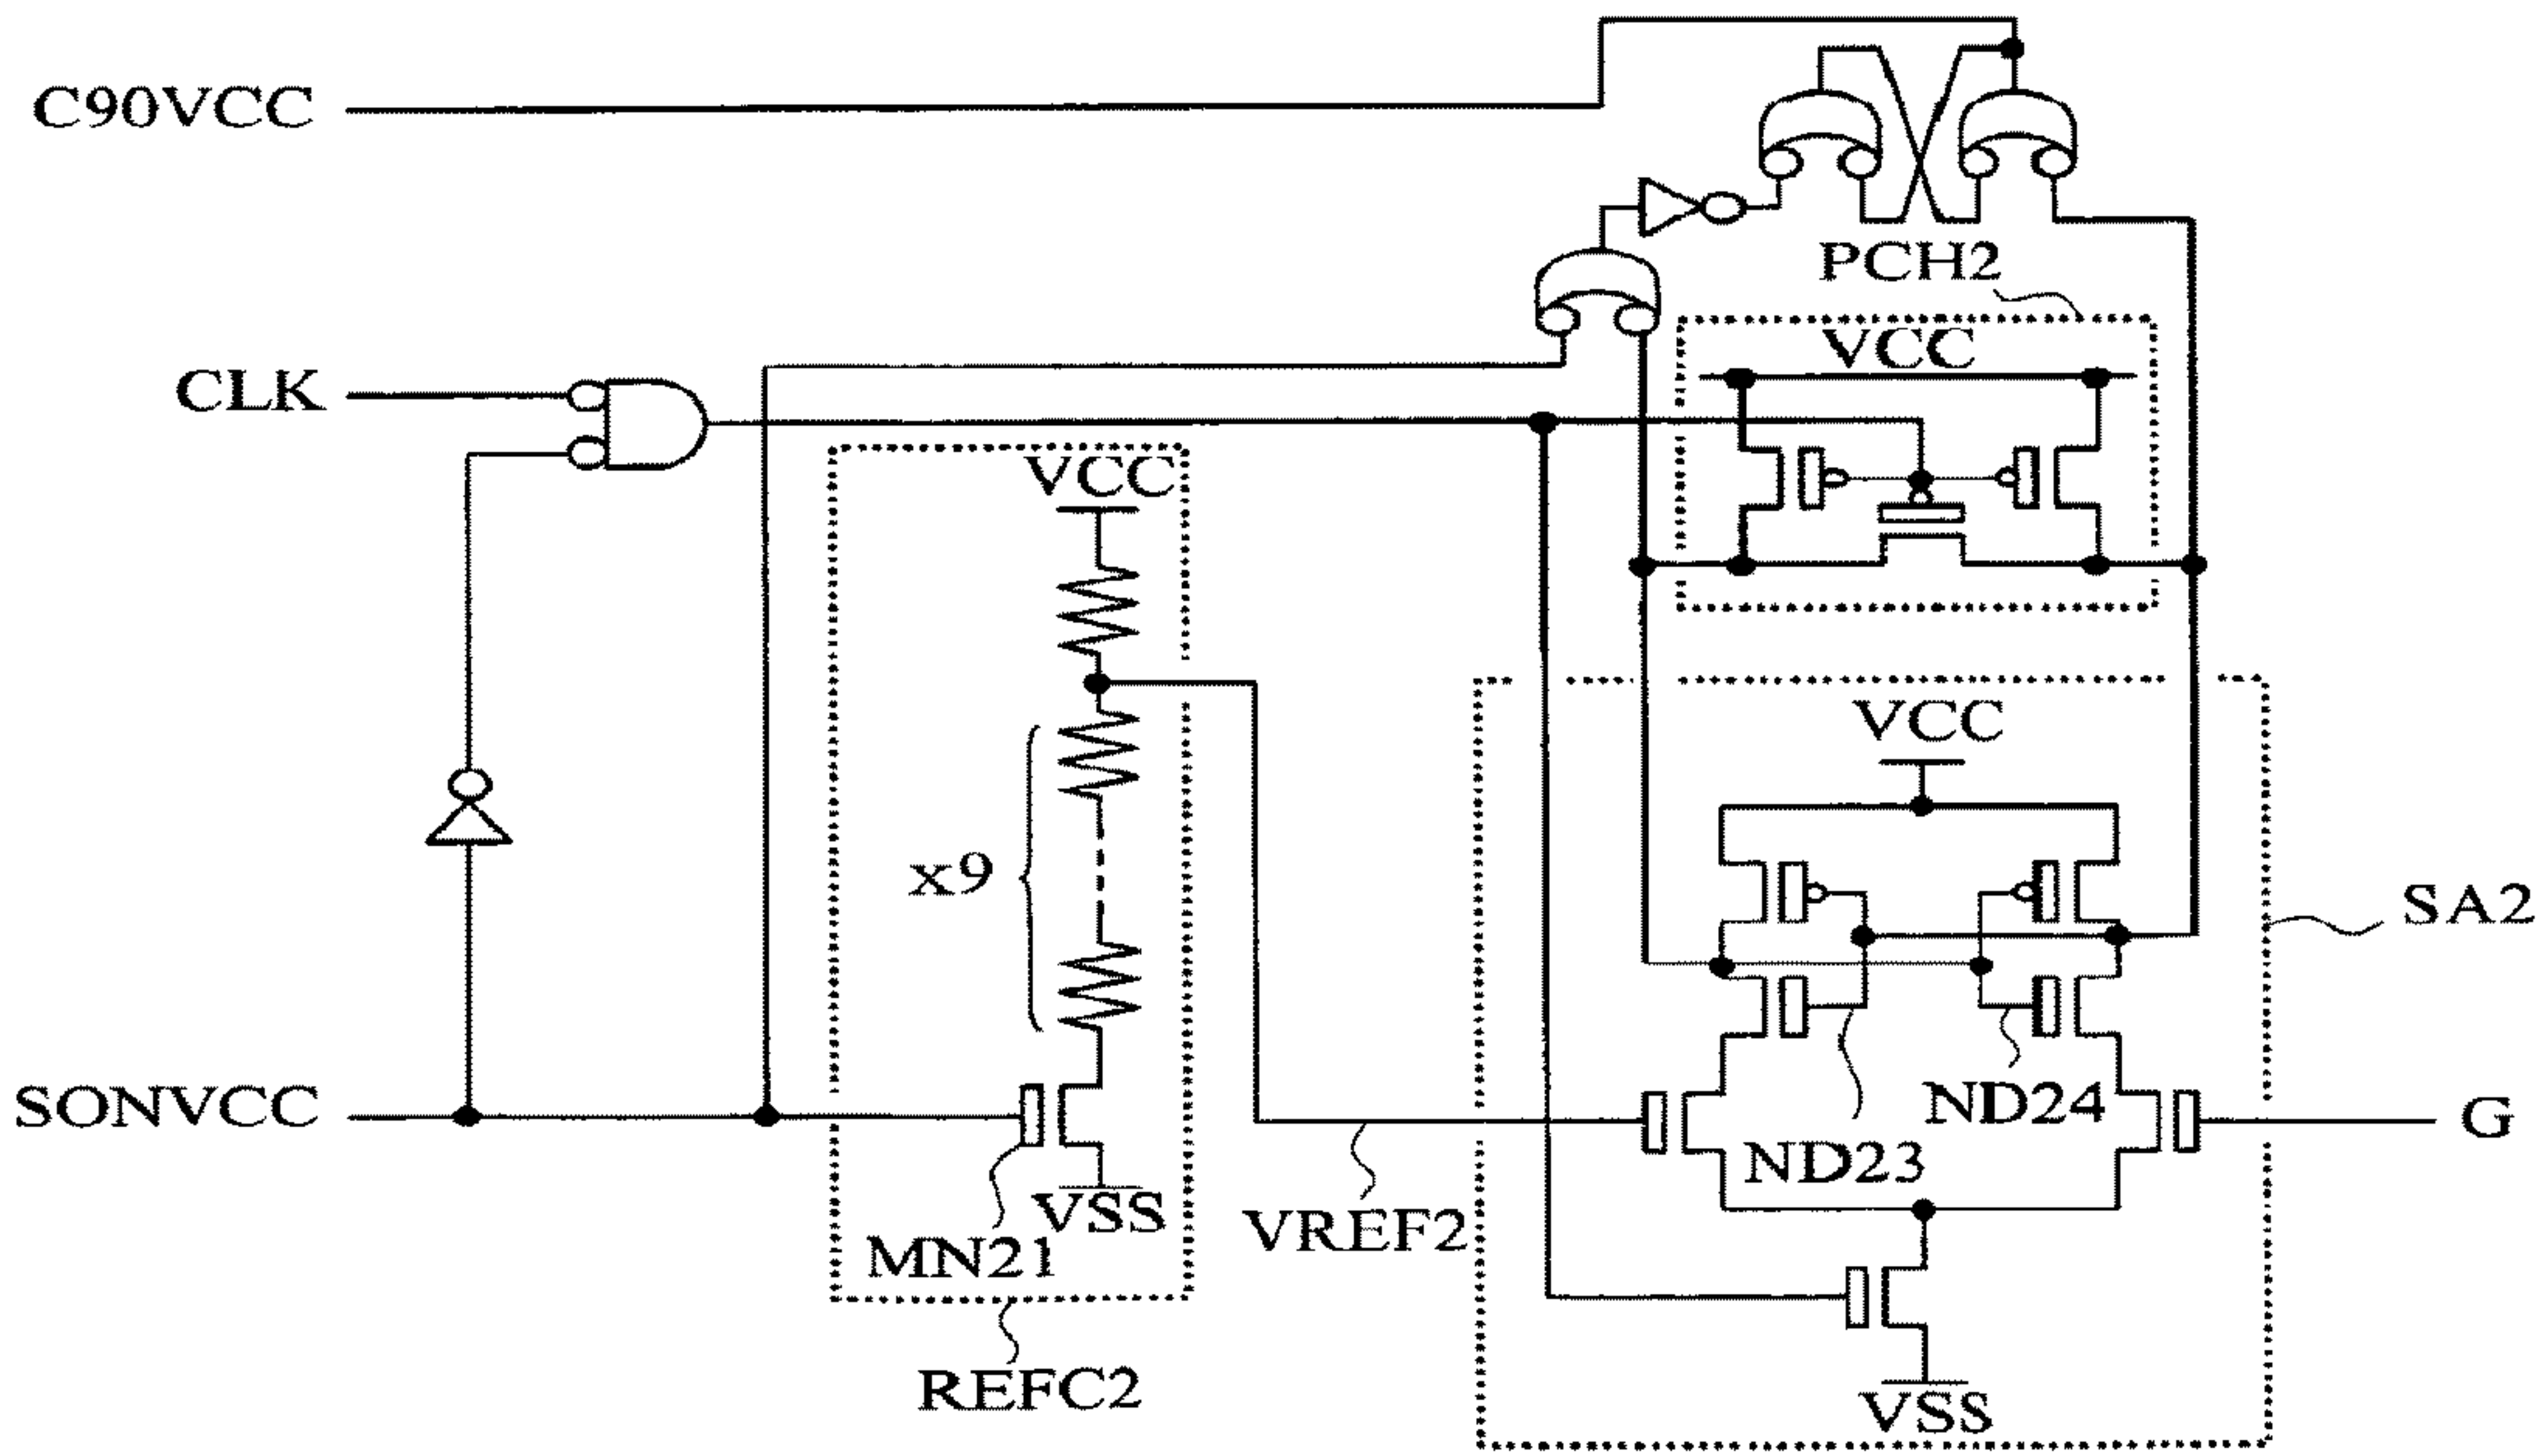 C90VCC
PCH2
VCC
CLK
VCC
VCC
x9
SA2
SONVCC
ND24
G
ND23
VSS
VREF2
MN21
REFC2
VSS